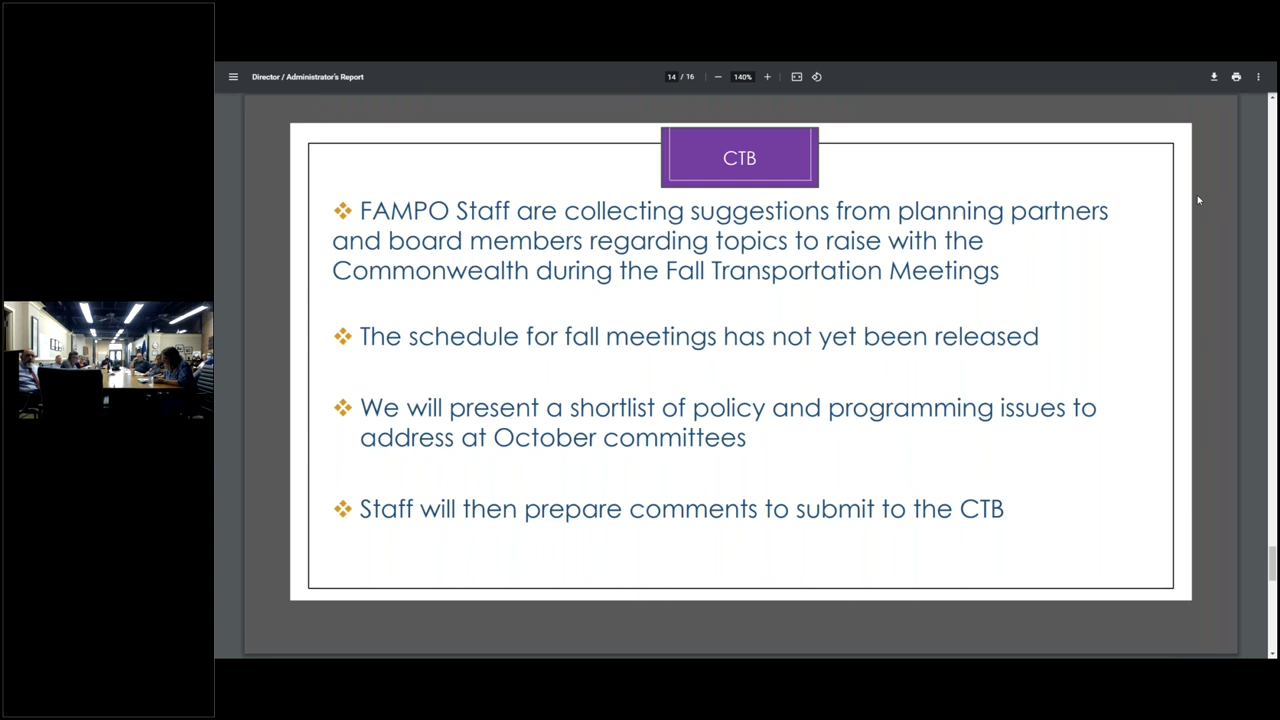 Director / Administrator's Report
14 / 16
140%
CTB
FAMPO Staff are collecting suggestions from planning partners
and board members regarding topics to raise with the
Commonwealth during the Fall Transportation Meetings
The schedule for fall meetings has not yet been released
We will present a shortlist of policy and programming issues to
address at October committees
Staff will then prepare comments to submit to the CTB